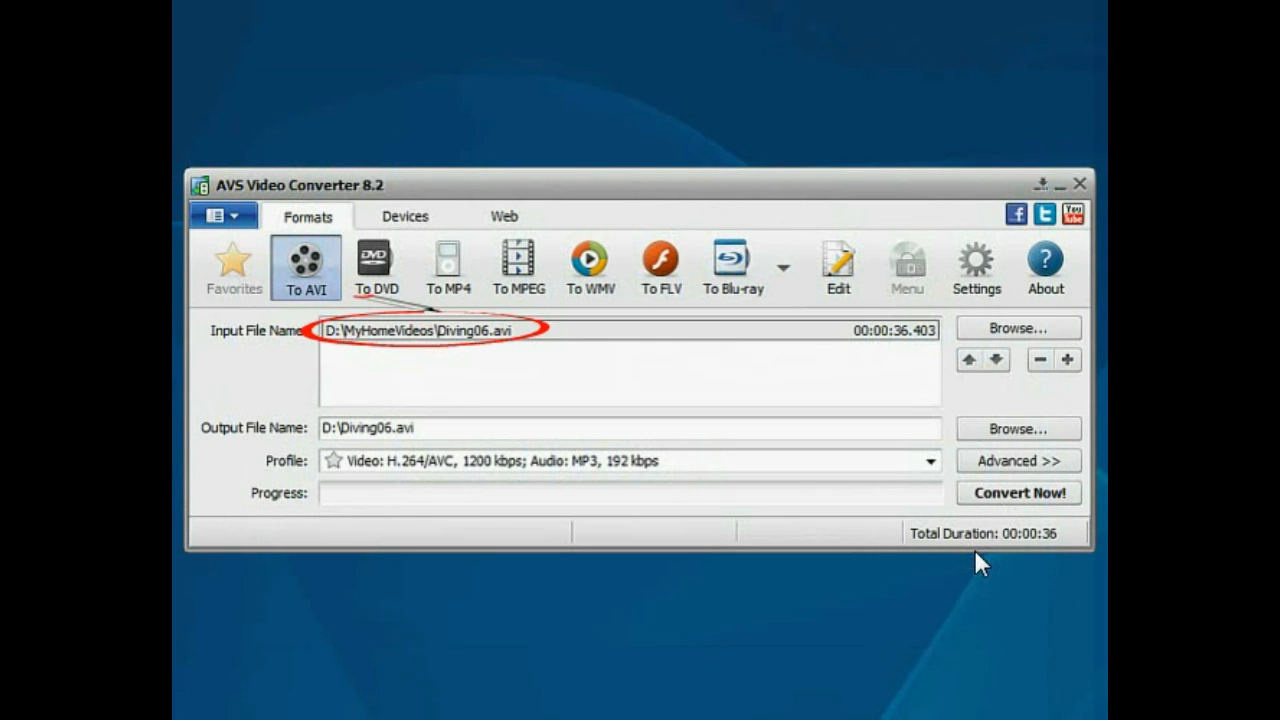 AVS Video Converter 8.2
Formats Devices Web
f t You Tube
Favorites To AVI To DVD To MP4 To MPEG To WMV To FLV To Blu-ray Edit Menu Settings About
DVD
?
Input File Name: D:\MyHomeVideos\Diving06.avi 00:00:36.403 Browse...
Output File Name: D:\Diving06.avi Browse...
Profile: Video: H.264/AVC, 1200 kbps; Audio: MP3, 192 kbps Advanced >>
Progress: Convert Now!
Total Duration: 00:00:36